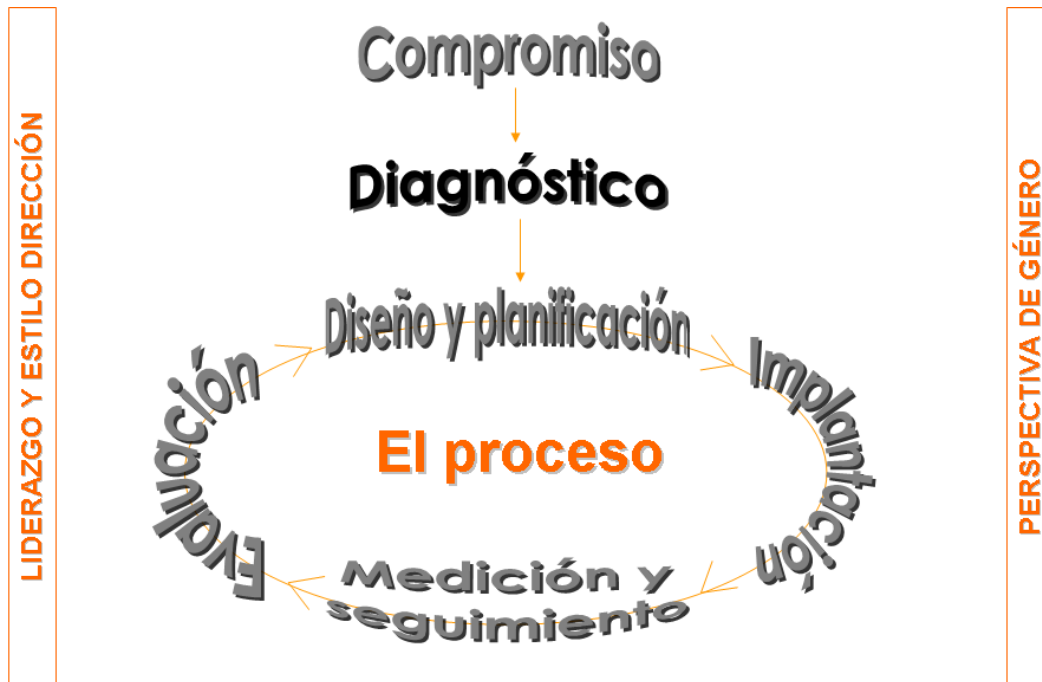 LIDERAZGO Y ESTILO DIRECCIÓN
Compromiso
Diagnóstico
Diseño y planificación
Implantación
Medición y
seguimiento
Evaluación
El proceso
PERSPECTIVA DE GÉNERO